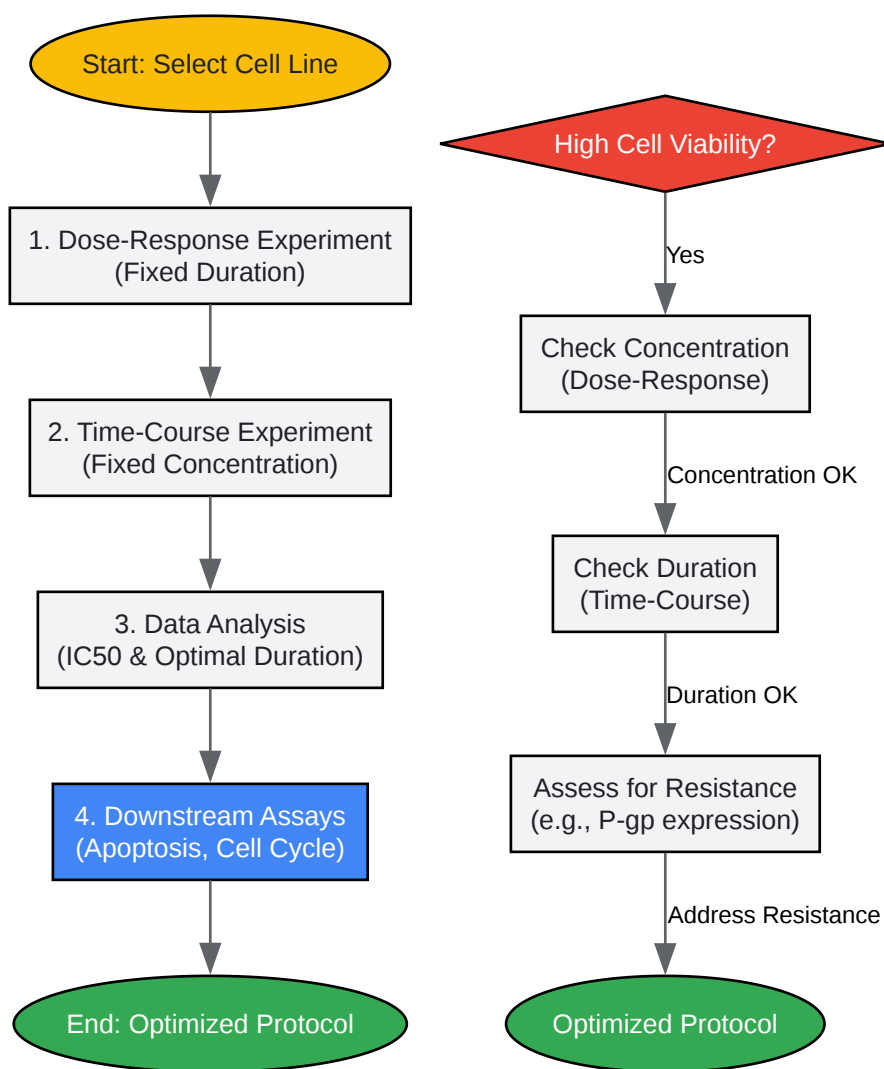 Start: Select Cell Line
1. Dose-Response Experiment
(Fixed Duration)
2. Time-Course Experiment
(Fixed Concentration)
3. Data Analysis
(IC50 & Optimal Duration)
4. Downstream Assays
(Apoptosis, Cell Cycle)
End: Optimized Protocol
High Cell Viability?
Yes
Check Concentration
(Dose-Response)
Concentration OK
Check Duration
(Time-Course)
Duration OK
Assess for Resistance
(e.g., P-gp expression)
Address Resistance
Optimized Protocol